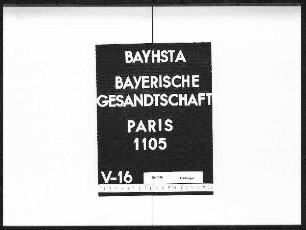 BAYHSTA
BAYERISCHE
GESANDTSCHAFT
PARIS
1105
V-16